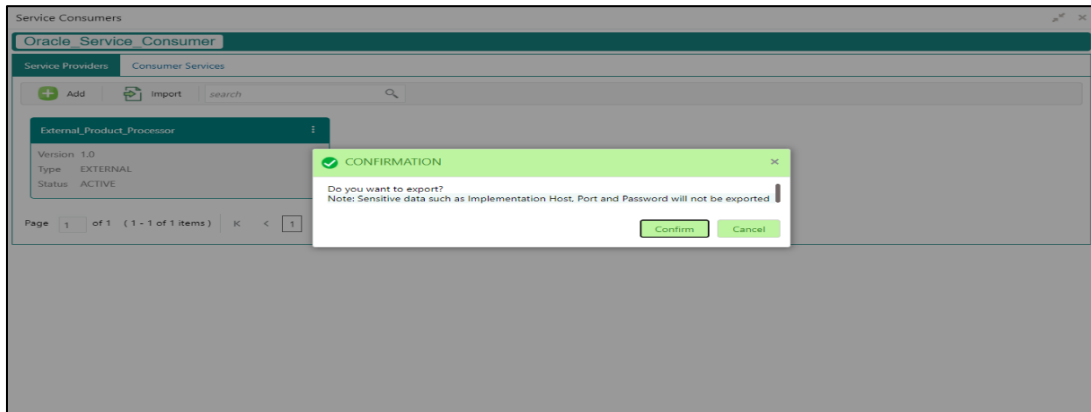 Service Consumers
Oracle_Service_Consumer
Service Providers Consumer Services
Add Import search
External_Product_Processor
Version 1.0
Type EXTERNAL
Status ACTIVE
Page 1 of 1 ( 1 - 1 of 1 items ) K < 1
CONFIRMATION ×
Do you want to export?
Note: Sensitive data such as Implementation Host, Port and Password will not be exported
Confirm Cancel